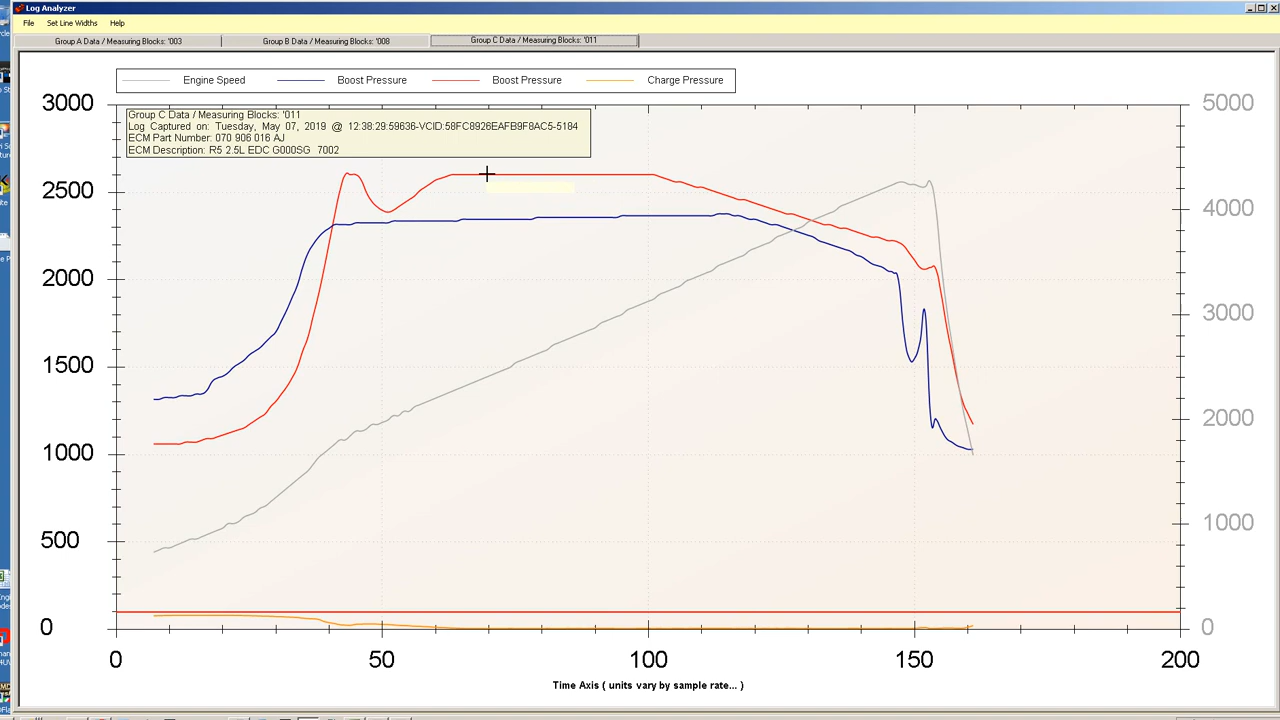 Log Analyzer
File Set Line Widths Help
Group A Data / Measuring Blocks: '003 Group B Data / Measuring Blocks: '008 Group C Data / Measuring Blocks: '011
Engine Speed Boost Pressure Boost Pressure Charge Pressure
3000 5000
Group C Data / Measuring Blocks: '011
Log Captured on: Tuesday, May 07, 2019 @ 12:38:29:59636-VCID:58FC8926EAFB9F8AC5-5184
ECM Part Number: 070 906 016 AJ
ECM Description: R5 2.5L EDC G000SG 7002
2500 4000
2000
3000
1500
2000
1000
1000
500
0 0
0 50 100 150 200
Time Axis ( units vary by sample rate... )